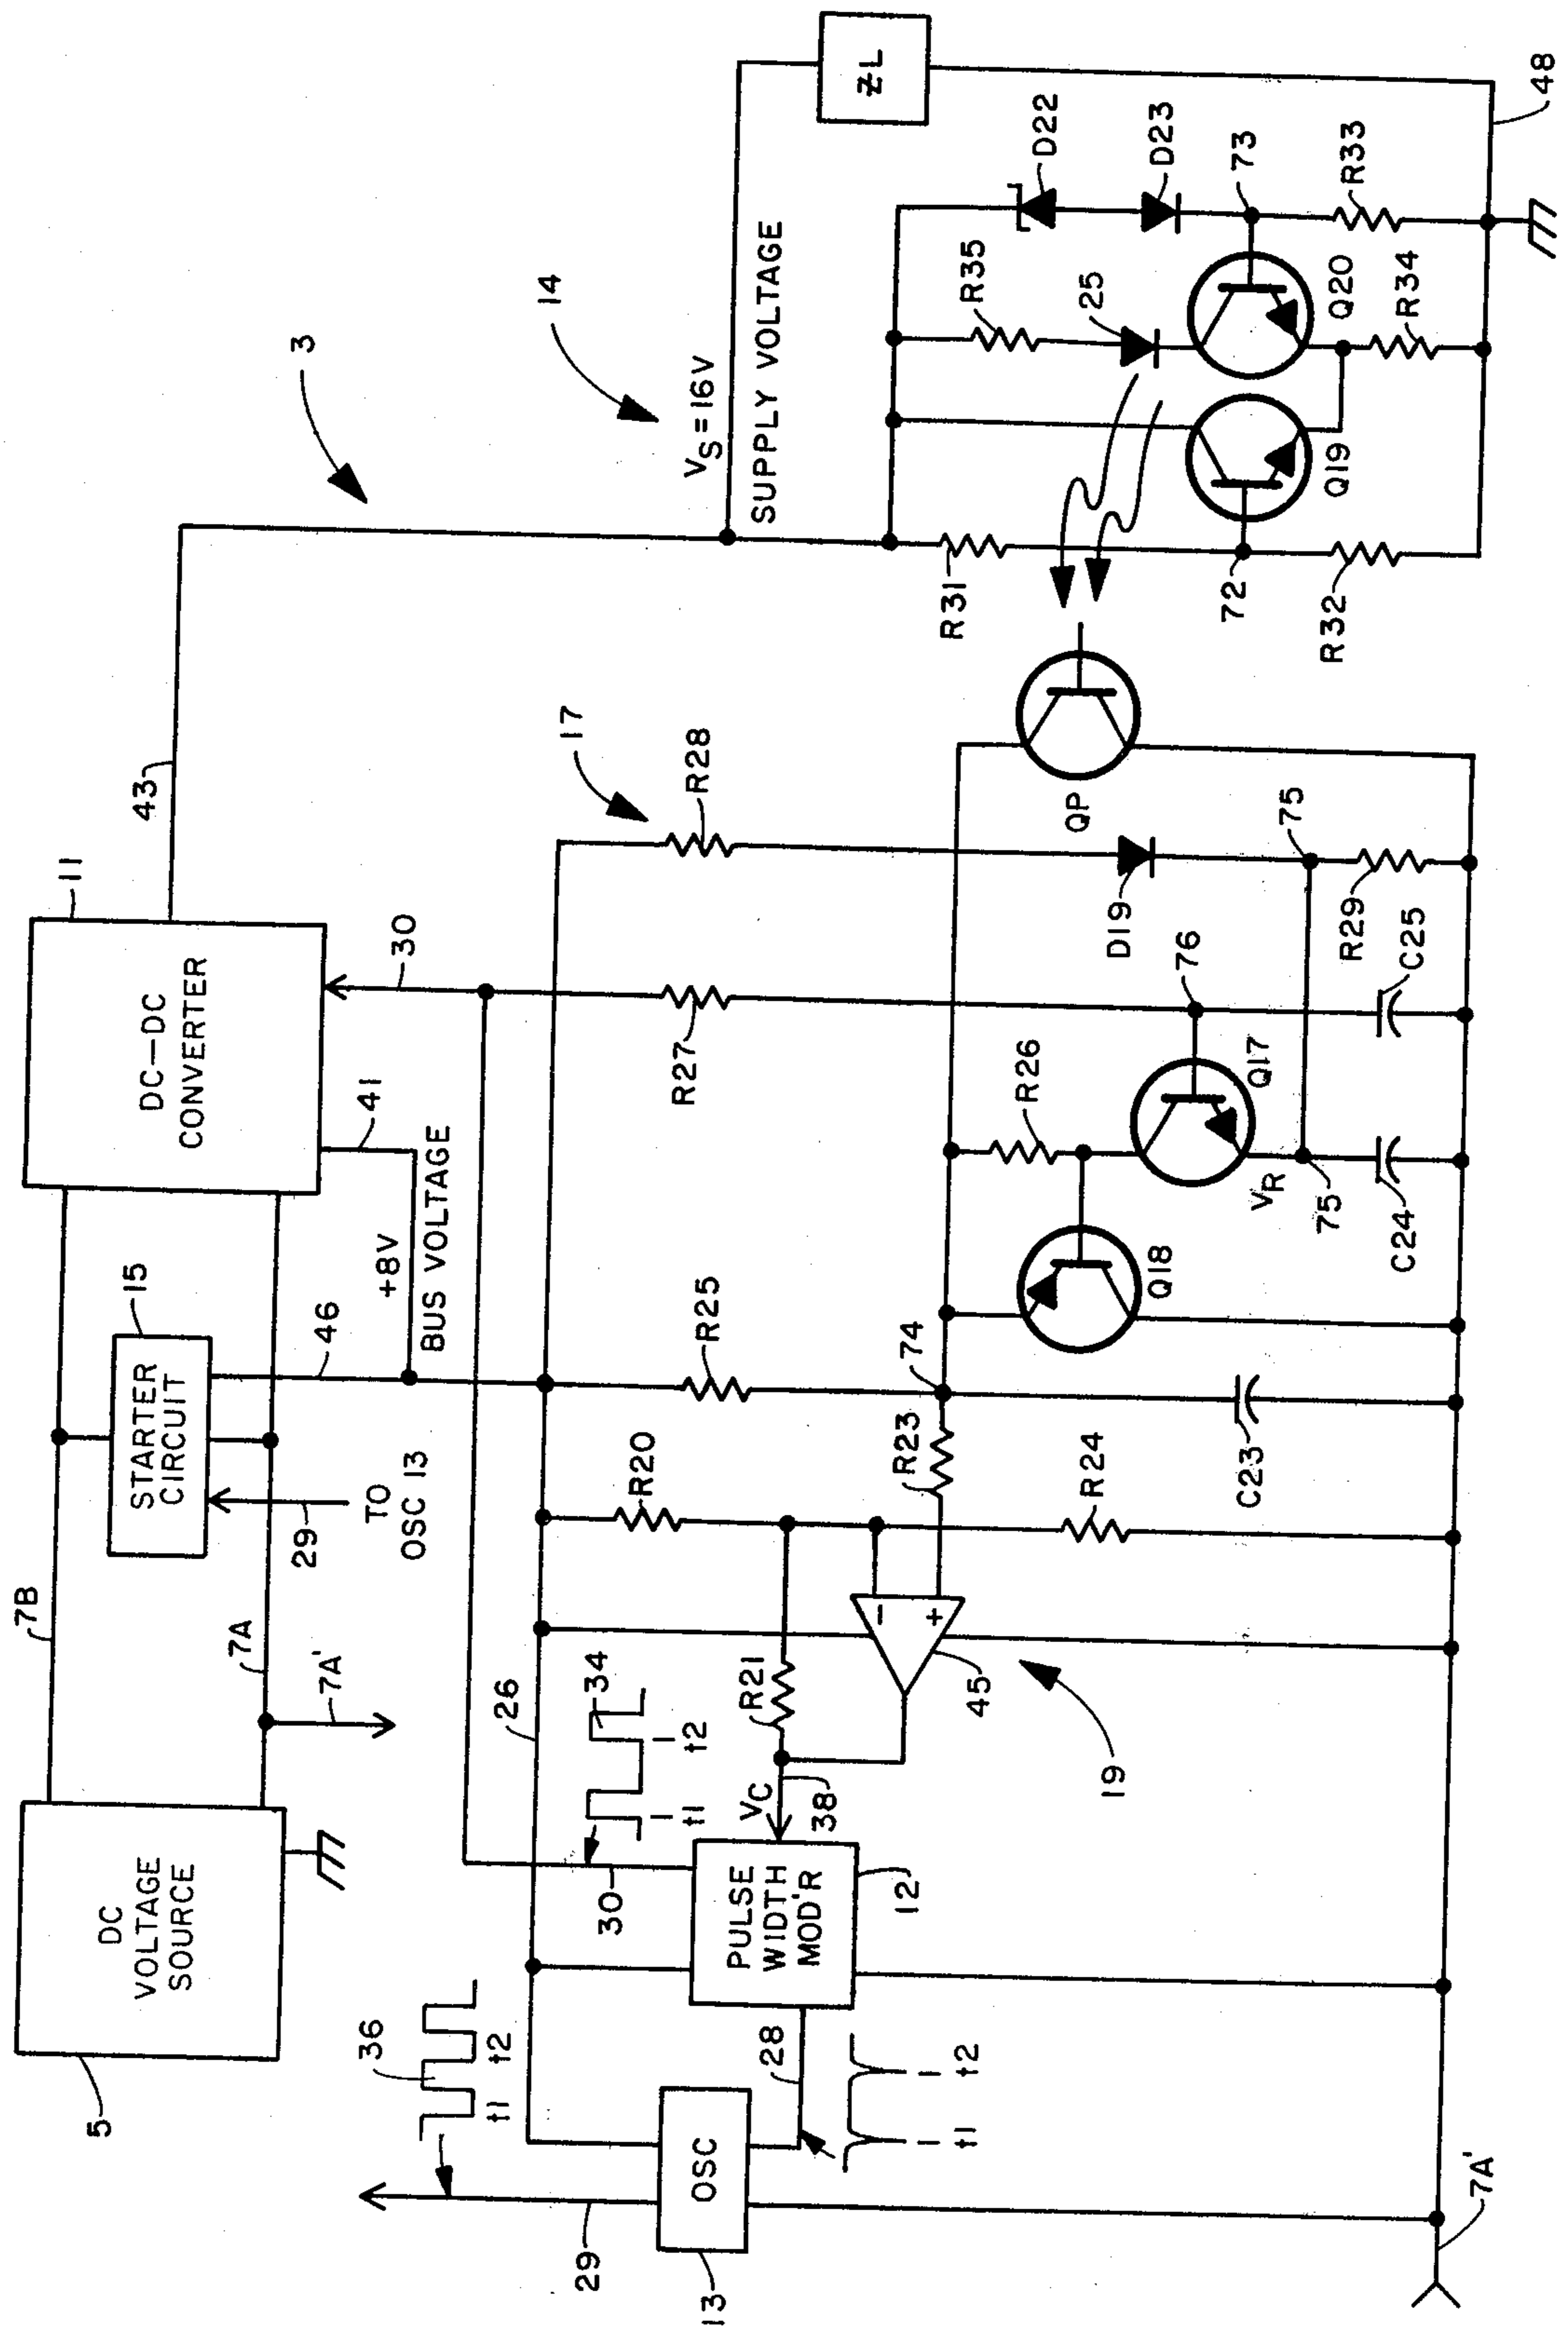 5
DC
VOLTAGE
SOURCE
7B
7A
7A'
STARTER
CIRCUIT
15
29
TO
OSC 13
46
+8V
BUS VOLTAGE
41
DC–DC
CONVERTER
11
30
43
3
14
VS = 16V
SUPPLY VOLTAGE
ZL
36
t1
t2
29
OSC
13
28
t1
t2
26
30
34
t1
t2
PULSE
WIDTH
MOD'R
12
VC
38
R21
45
19
−
+
R20
R24
R23
R25
74
C23
Q18
R26
Q17
VR
75
C24
R27
76
C25
17
R28
D19
75
R29
QP
R31
72
R32
Q19
25
R35
Q20
R34
D22
D23
73
R33
48
7A'